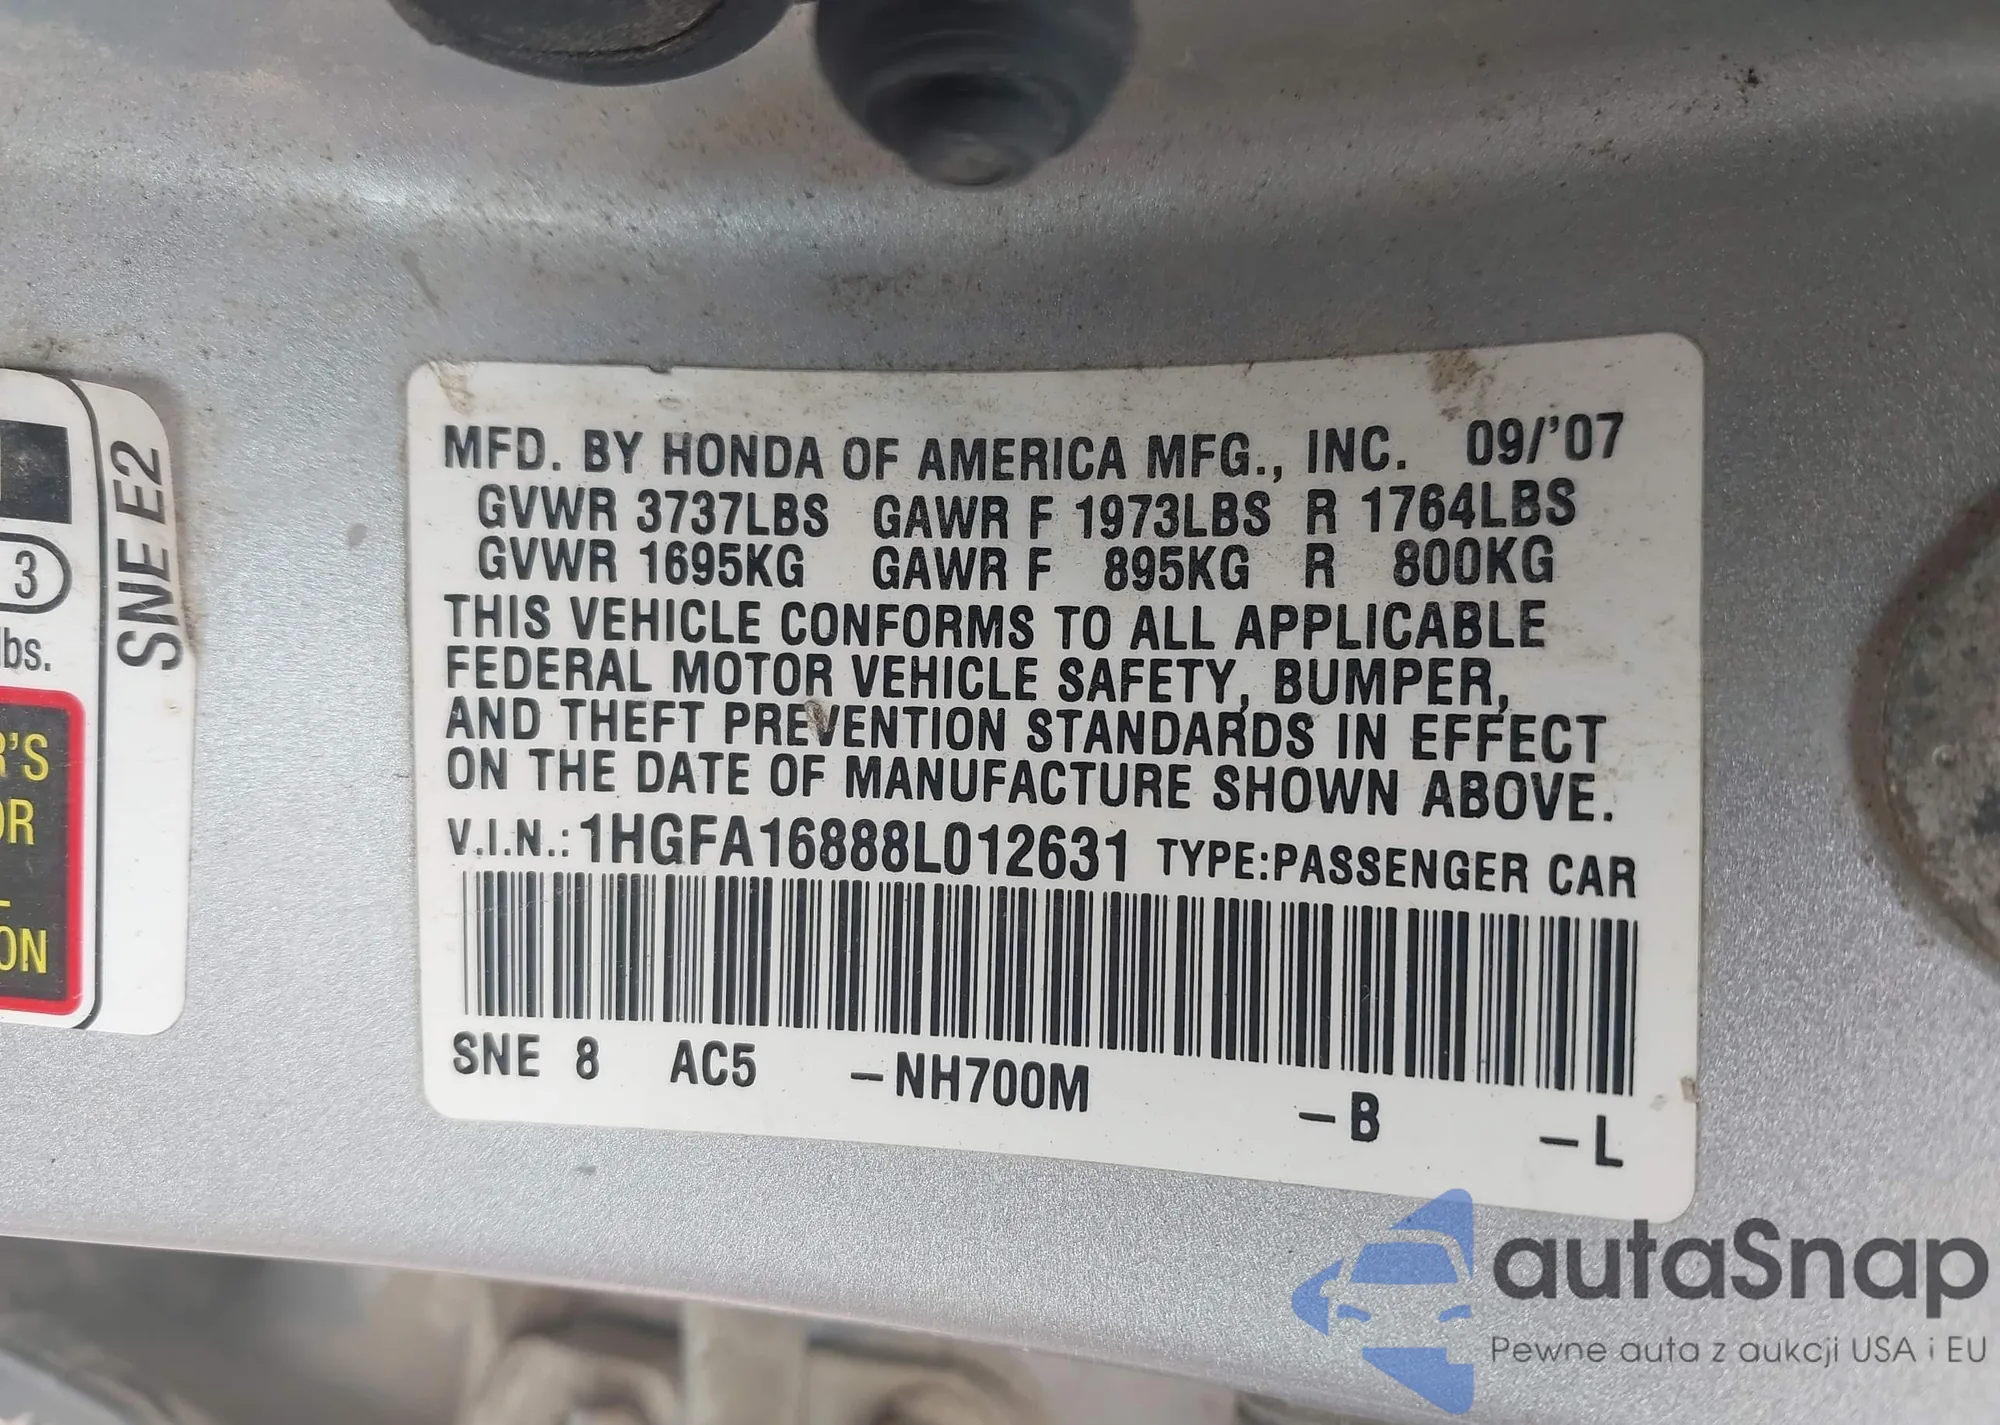 MFD. BY HONDA OF AMERICA MFG., INC. 09/'07
GVWR 3737LBS GAWR F 1973LBS R 1764LBS
GVWR 1695KG GAWR F 895KG R 800KG
THIS VEHICLE CONFORMS TO ALL APPLICABLE
FEDERAL MOTOR VEHICLE SAFETY, BUMPER,
AND THEFT PREVENTION STANDARDS IN EFFECT
ON THE DATE OF MANUFACTURE SHOWN ABOVE.
V.I.N.: 1HGFA16888L012631 TYPE:PASSENGER CAR
SNE 8 AC5 -NH700M -B -L
SNE E2
3
lbs.
R'S
OR
ON
autaSnap
Pewne auta z aukcji USA i EU